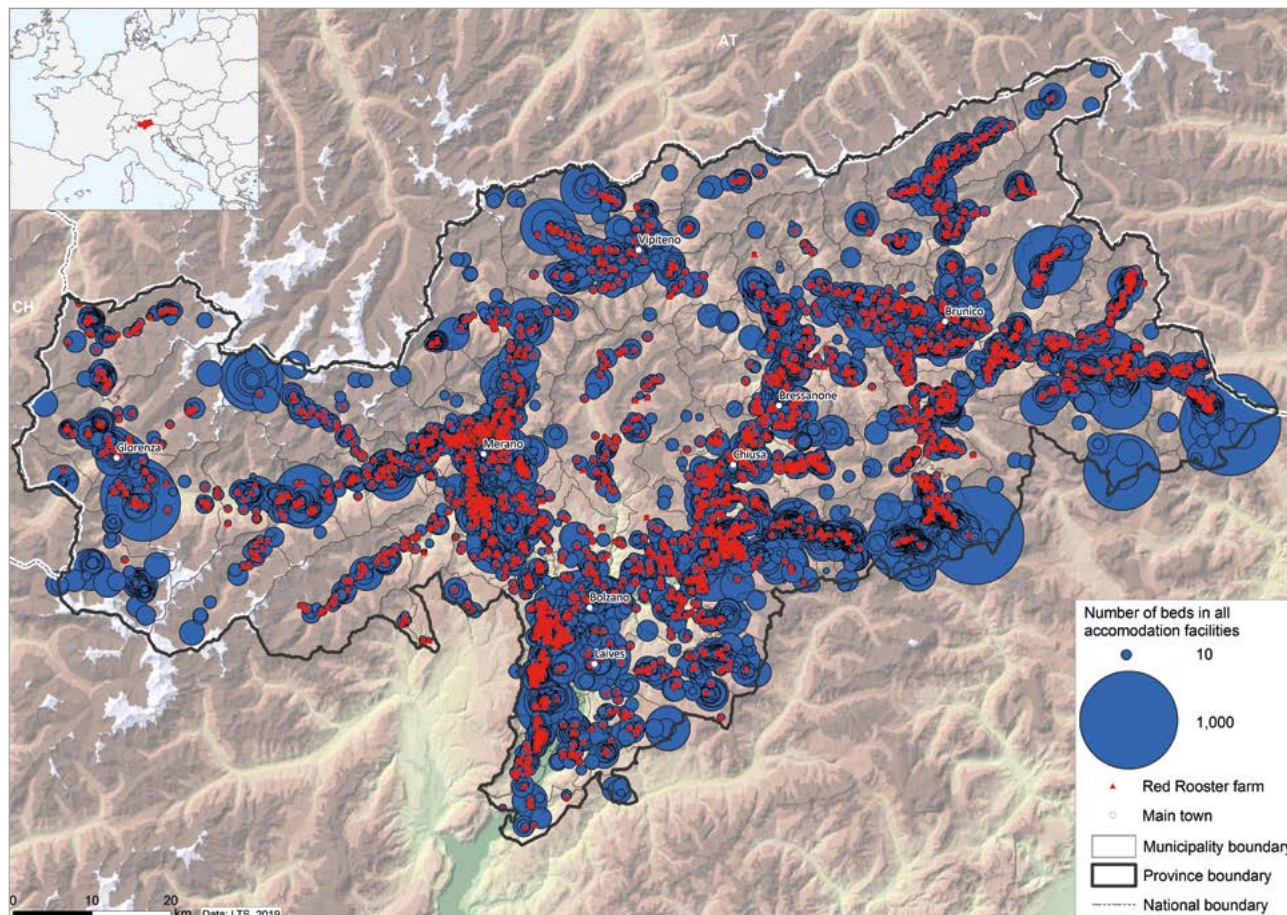 AT
CH
Vipiteno
Brunico
Bressanone
Glorenza
Merano
Chiusa
Bolzano
Laives
Number of beds in all
accomodation facilities
10
1,000
Red Rooster farm
Main town
Municipality boundary
Province boundary
National boundary
0 10 20
km Data: LTS, 2019